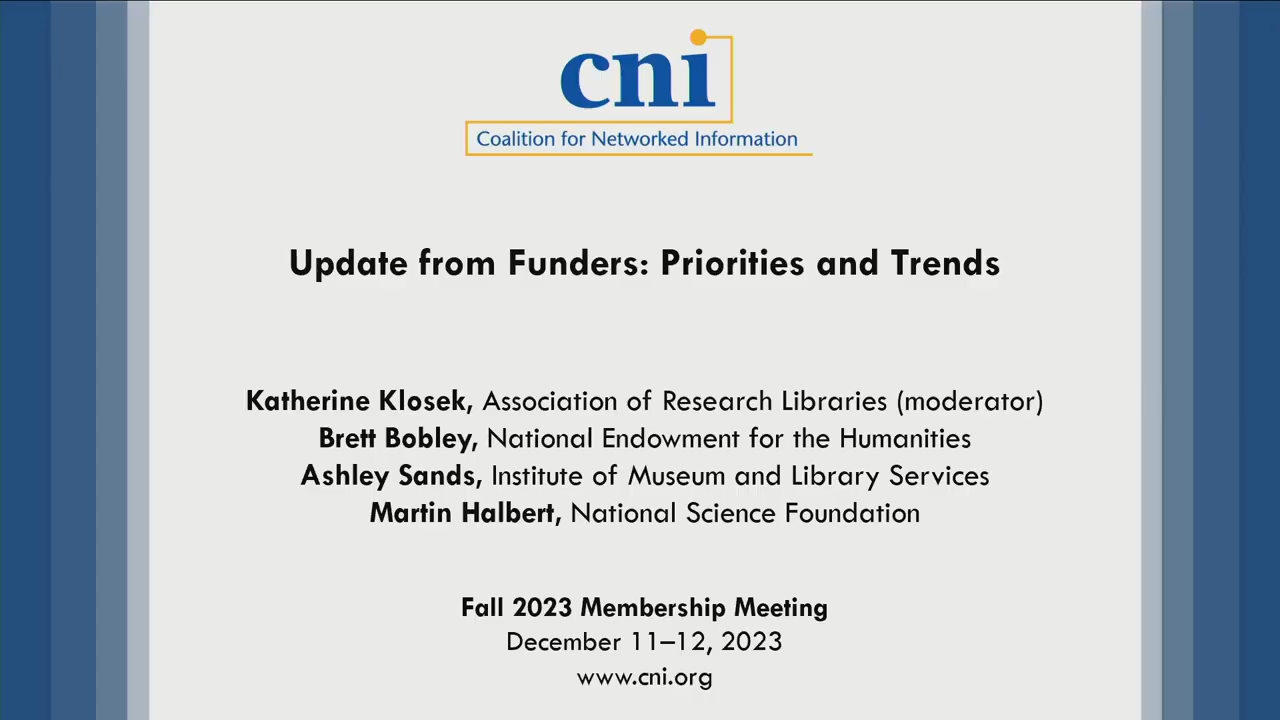 cni
Coalition for Networked Information
Update from Funders: Priorities and Trends
Katherine Klosek, Association of Research Libraries (moderator)
Brett Bobley, National Endowment for the Humanities
Ashley Sands, Institute of Museum and Library Services
Martin Halbert, National Science Foundation
Fall 2023 Membership Meeting
December 11–12, 2023
www.cni.org